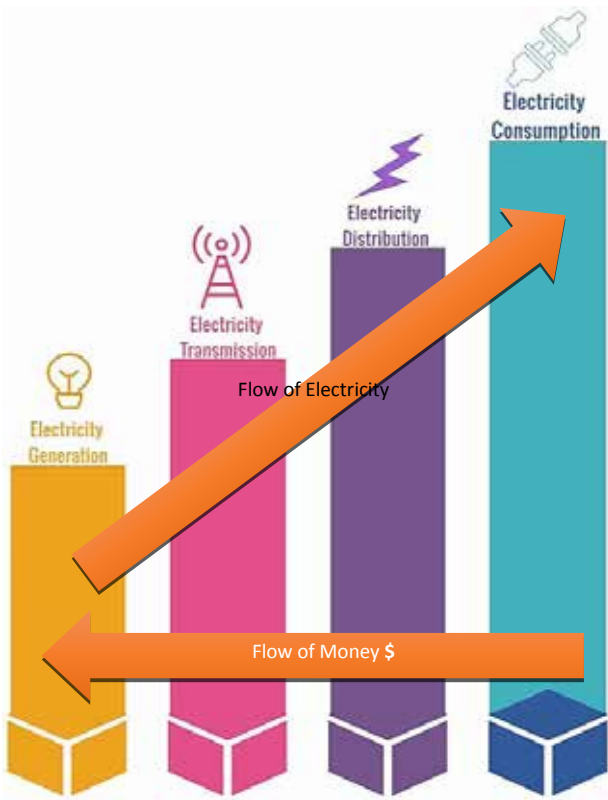 Electricity
Consumption
Electricity
Distribution
Electricity
Transmission
Electricity
Generation
Flow of Electricity
Flow of Money $